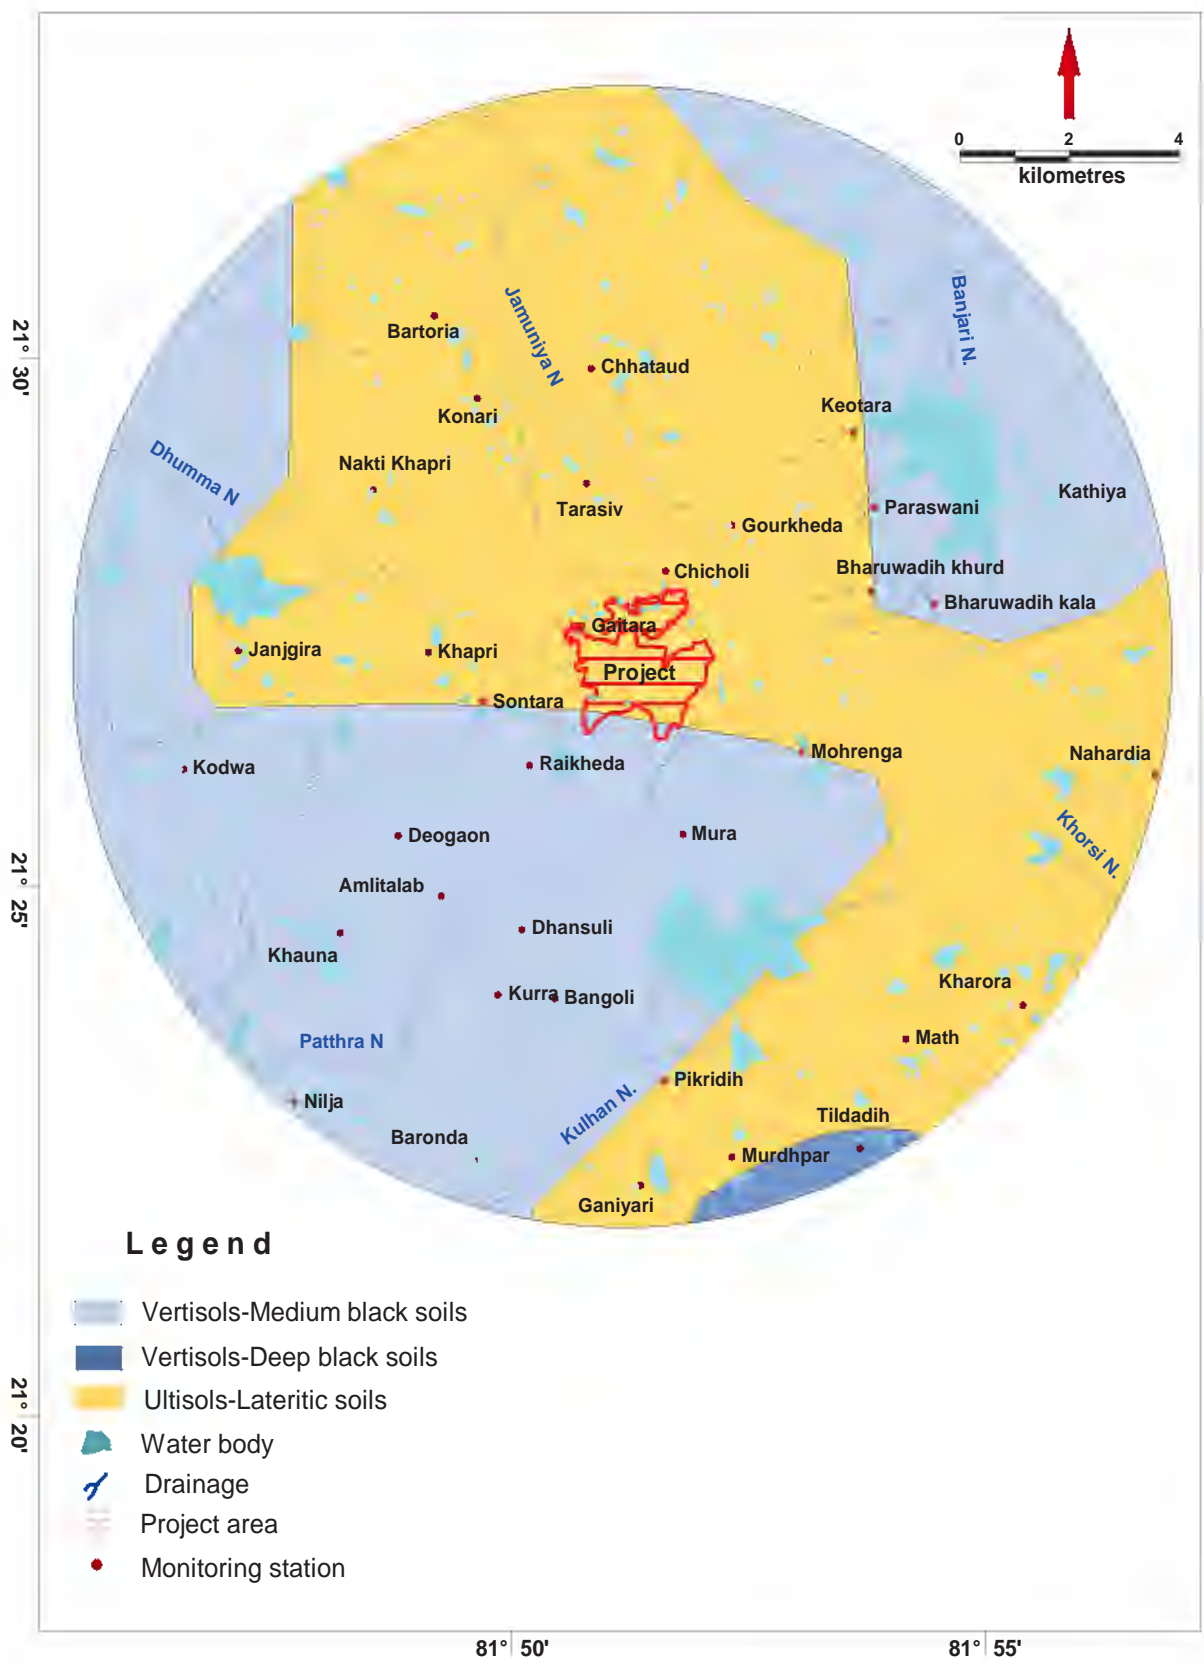 0 2 4
kilometres
Banjari N.
Jamuniya N
Bartoria
21° 30'
Chhataud
Keotara
Konari
Dhumma N
Nakti Khapri
Kathiya
Tarasiv
Paraswani
Gourkheda
Chicholi
Bharuwadih khurd
Bharuwadih kala
Gaitara
Janjgira
Khapri
Project
Sontara
Mohrenga
Nahardia
Kodwa
Raikheda
Deogaon
Mura
Khorsi N.
21° 25'
Amlitalab
Dhansuli
Khauna
Kharora
Kurra
Bangoli
Math
Patthra N
Pikridih
Nilja
Kulhan N.
Tildadih
Baronda
Murdhpar
Ganiyari
Legend
Vertisols-Medium black soils
Vertisols-Deep black soils
Ultisols-Lateritic soils
21° 20'
Water body
Drainage
Project area
Monitoring station
81° 50'
81° 55'